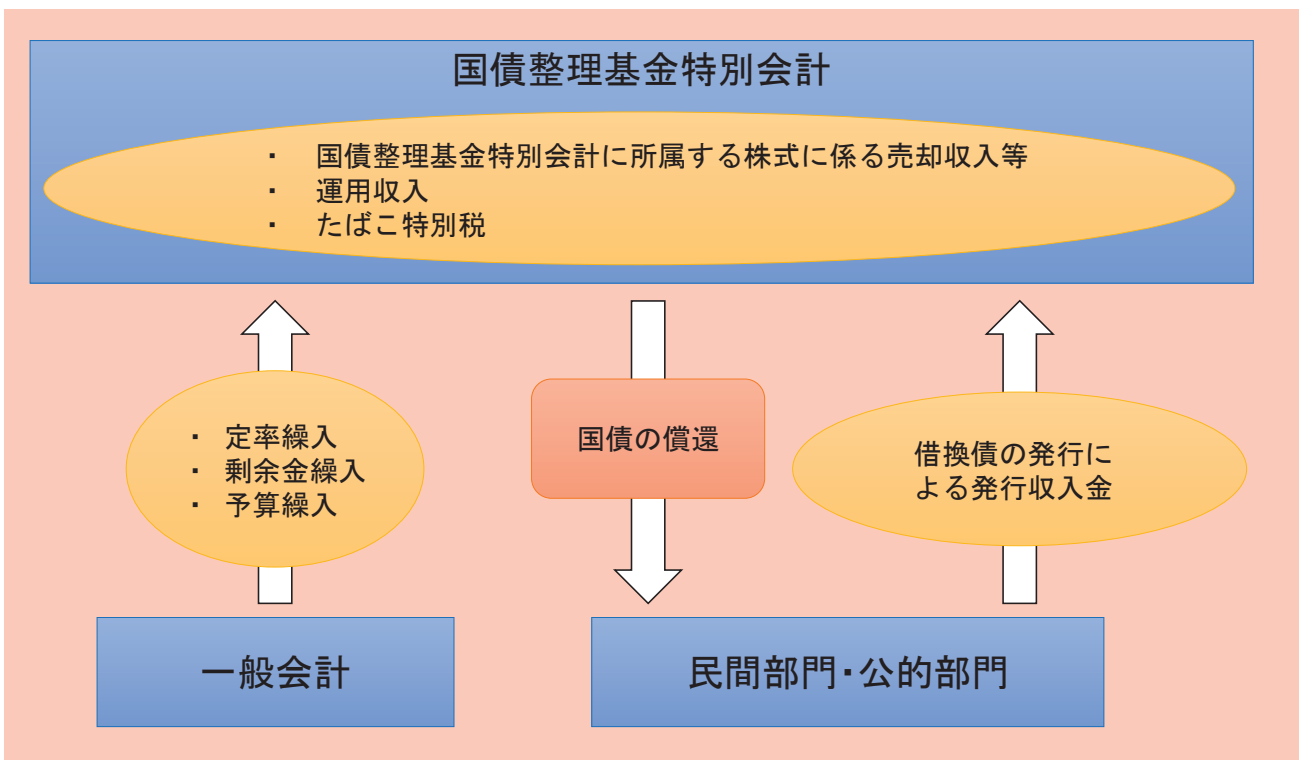 国債整理基金特別会計
・ 国債整理基金特別会計に所属する株式に係る売却収入等
・ 運用収入
・ たばこ特別税
・ 定率繰入
・ 剰余金繰入
・ 予算繰入
国債の償還
借換債の発行に
よる発行収入金
一般会計
民間部門・公的部門